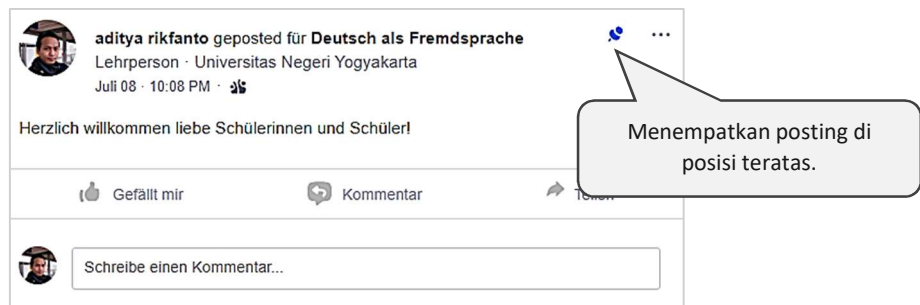 aditya rikfanto geposted für Deutsch als Fremdsprache
Lehrperson · Universitas Negeri Yogyakarta
Juli 08 · 10:08 PM ·
Herzlich willkommen liebe Schülerinnen und Schüler!
Menempatkan posting di
posisi teratas.
Gefällt mir
Kommentar
Schreibe einen Kommentar...